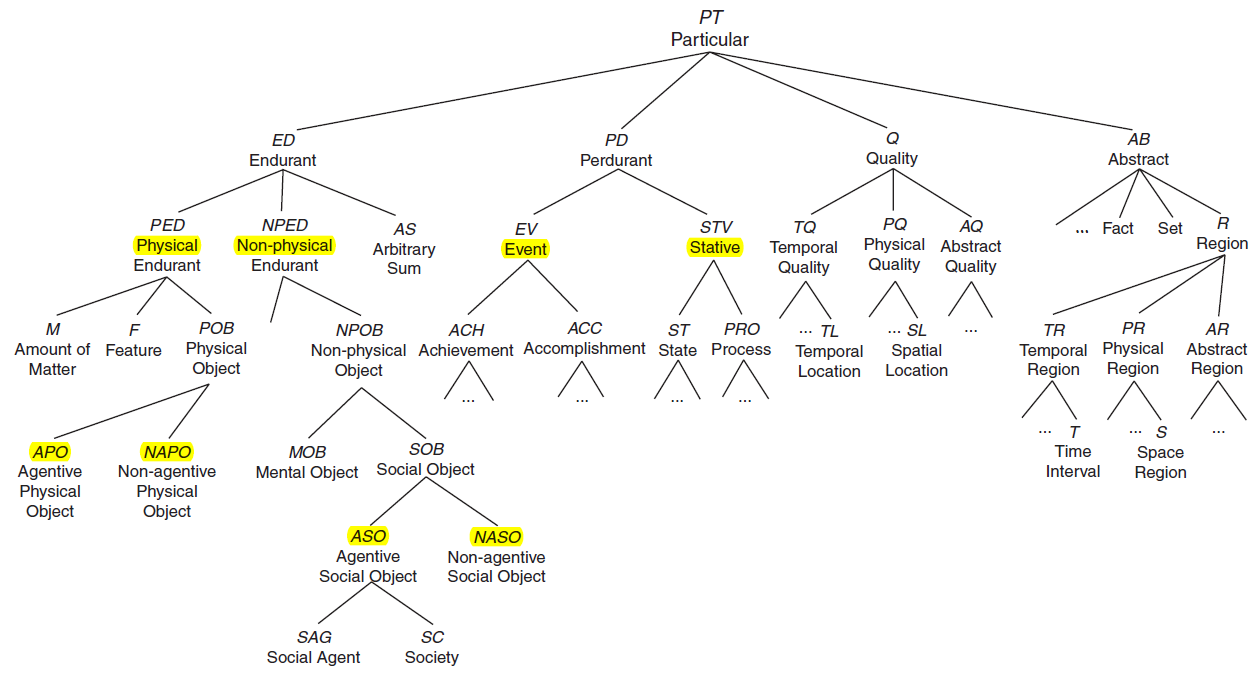 PT
Particular
ED
Endurant
PD
Perdurant
Q
Quality
AB
Abstract
PED
Physical
Endurant
NPED
Non-physical
Endurant
AS
Arbitrary
Sum
EV
Event
STV
Stative
TQ
Temporal
Quality
PQ
Physical
Quality
AQ
Abstract
Quality
...
Fact
Set
R
Region
M
Amount of
Matter
F
Feature
POB
Physical
Object
NPOB
Non-physical
Object
ACH
Achievement
...
ACC
Accomplishment
...
ST
State
...
PRO
Process
...
... TL
Temporal
Location
... SL
Spatial
Location
...
TR
Temporal
Region
PR
Physical
Region
AR
Abstract
Region
... T
Time
Interval
... S
Space
Region
...
APO
Agentive
Physical
Object
NAPO
Non-agentive
Physical
Object
MOB
Mental Object
SOB
Social Object
ASO
Agentive
Social Object
NASO
Non-agentive
Social Object
SAG
Social Agent
SC
Society